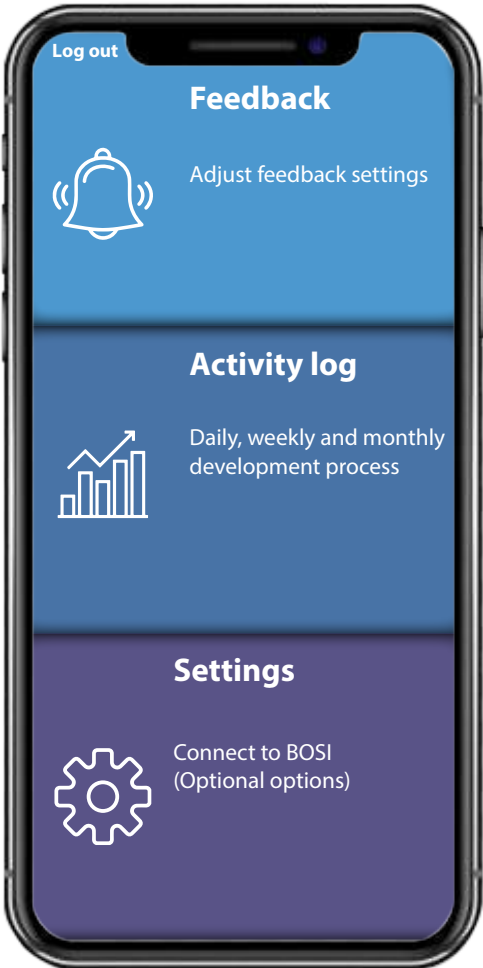 Log out
Feedback
Adjust feedback settings
Activity log
Daily, weekly and monthly
development process
Settings
Connect to BOSI
(Optional options)